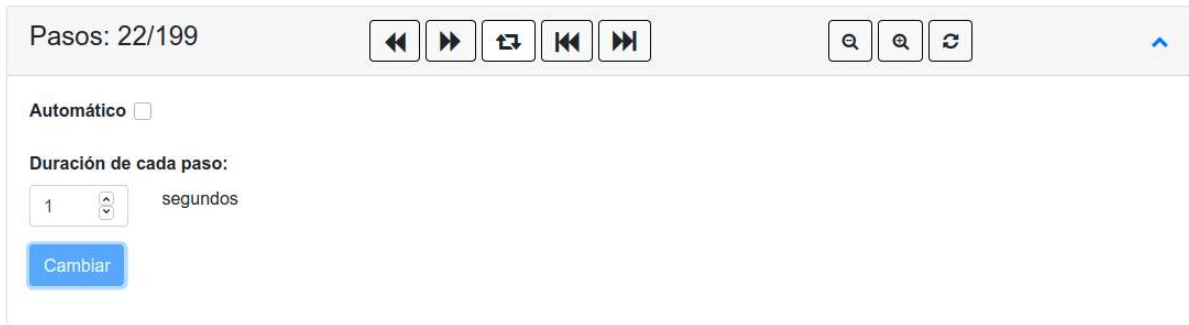 Pasos: 22/199
Automático
Duración de cada paso:
1 segundos
Cambiar